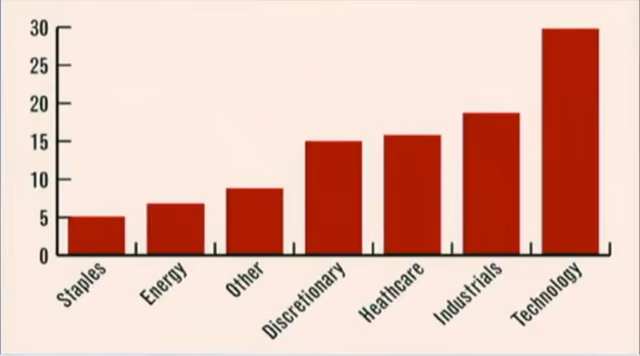 30
25
20
15
10
5
0
Staples
Energy
Other
Discretionary
Heathcare
Industrials
Technology